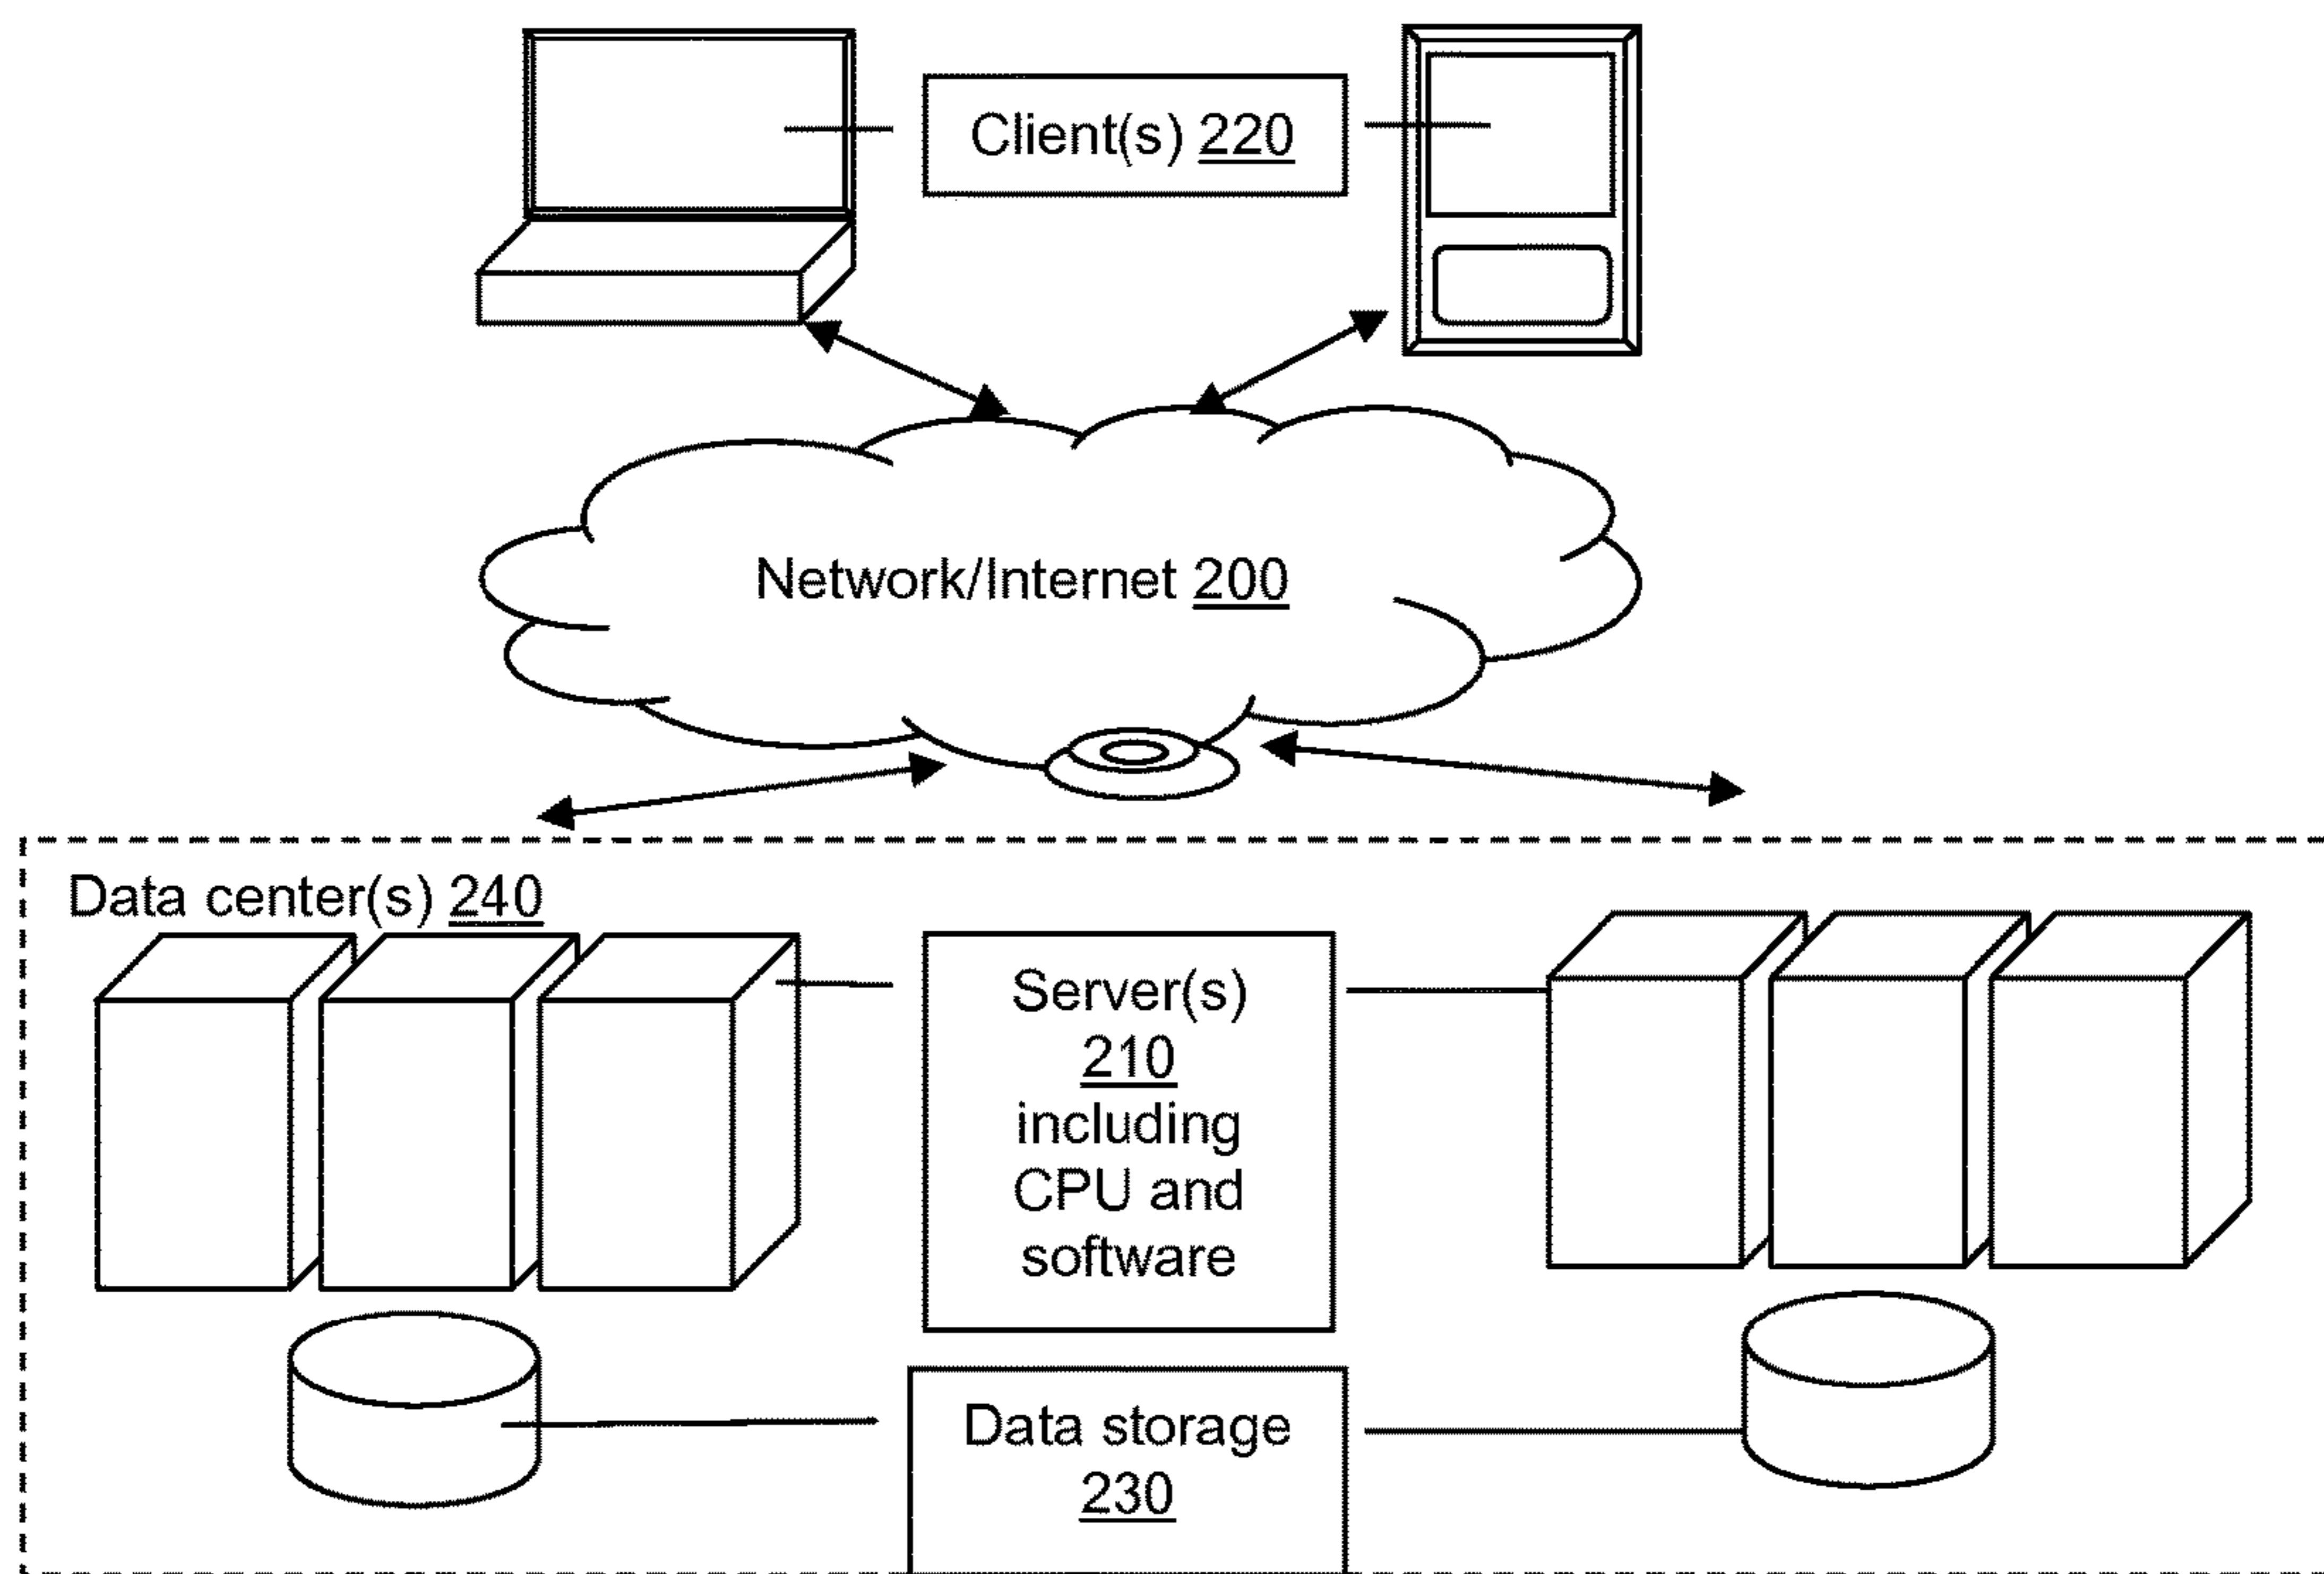 Client(s) 220
Network/Internet 200
Data center(s) 240
Server(s)
210
including
CPU and
software
Data storage
230